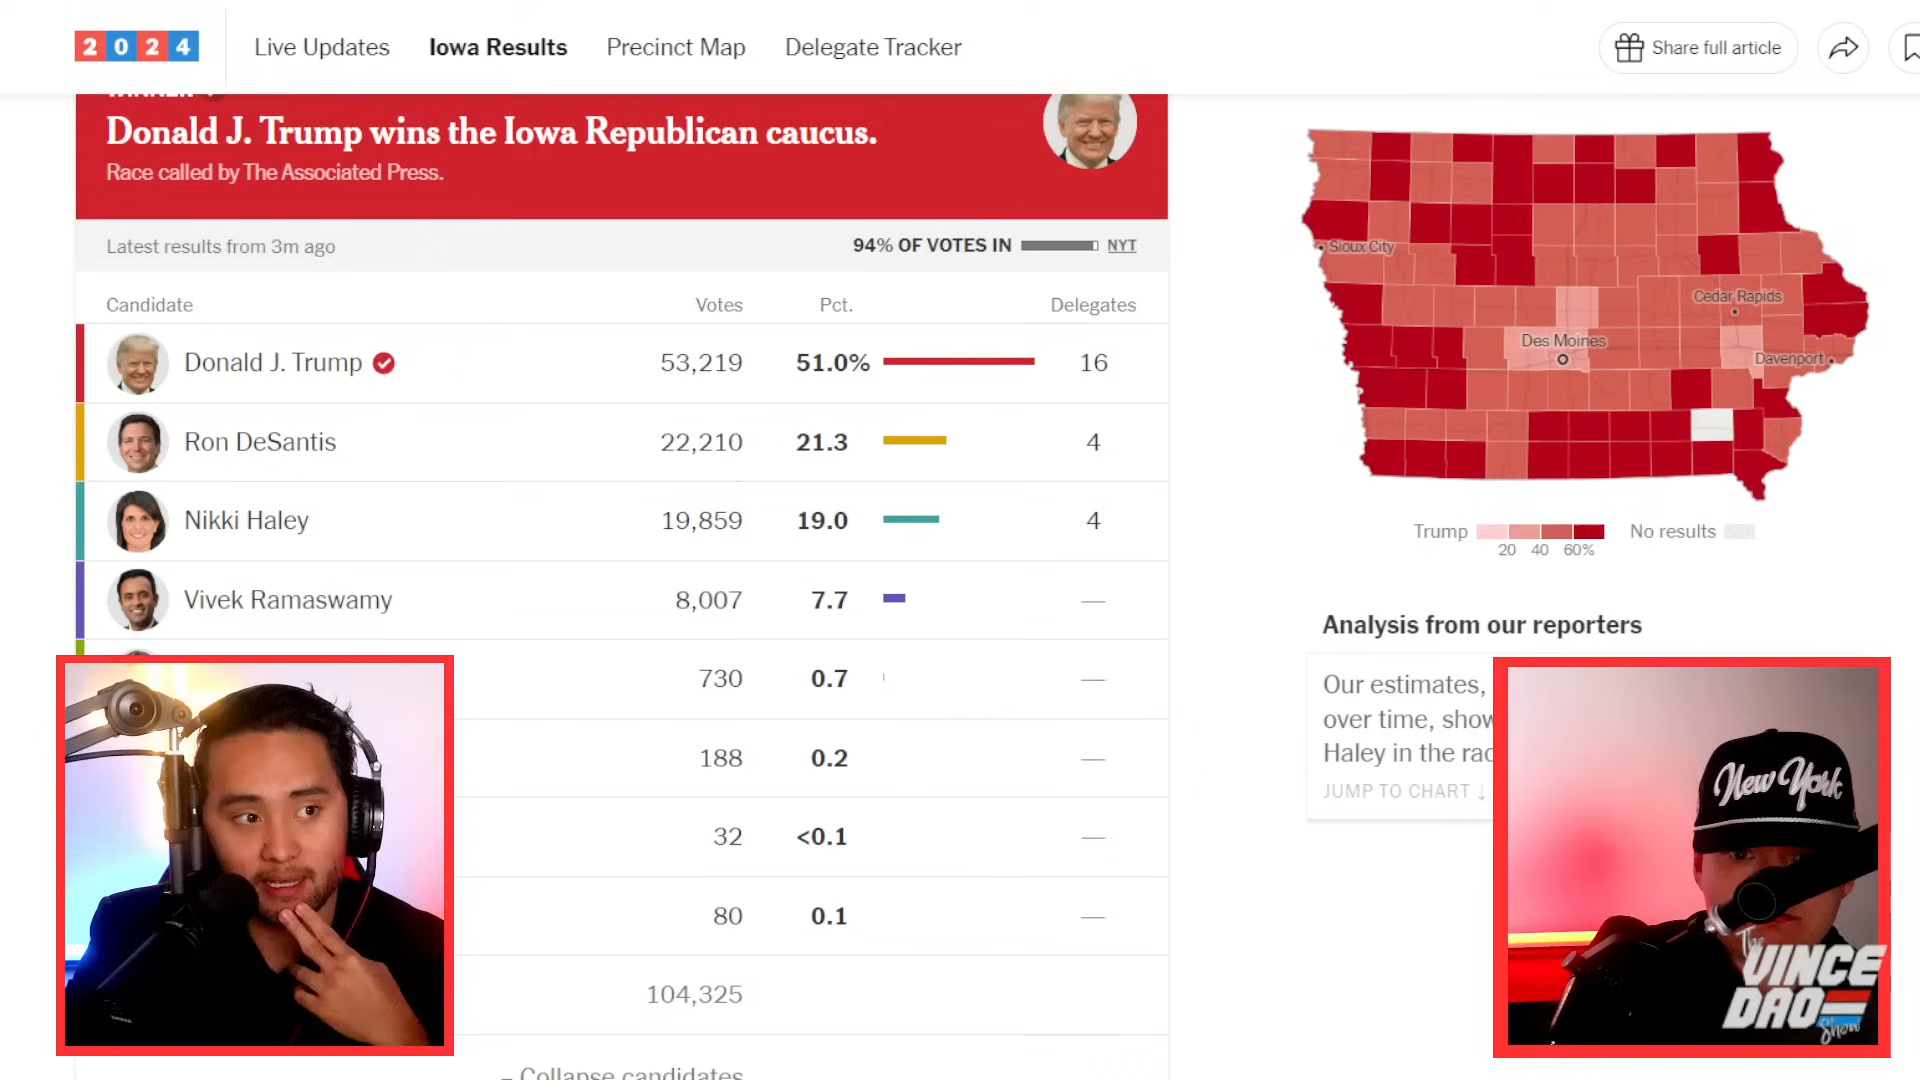 2024
Live Updates
Iowa Results
Precinct Map
Delegate Tracker
Share full article
Donald J. Trump wins the Iowa Republican caucus.
Race called by The Associated Press.
Latest results from 3m ago
94% OF VOTES IN
NYT
Candidate Votes Pct. Delegates
Donald J. Trump 53,219 51.0% 16
Ron DeSantis 22,210 21.3 4
Nikki Haley 19,859 19.0 4
Vivek Ramaswamy 8,007 7.7 —
730 0.7 —
188 0.2 —
32 <0.1 —
80 0.1 —
104,325
– Collapse candidates
Sioux City
Cedar Rapids
Des Moines
Davenport
Trump
20 40 60%
No results
Analysis from our reporters
Our estimates,
over time, show
Haley in the rac
JUMP TO CHART ↓
New York
The
VINCE
DAO
Show